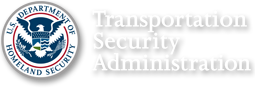 U.S. DEPARTMENT OF
HOMELAND SECURITY
Transportation
Security
Administration